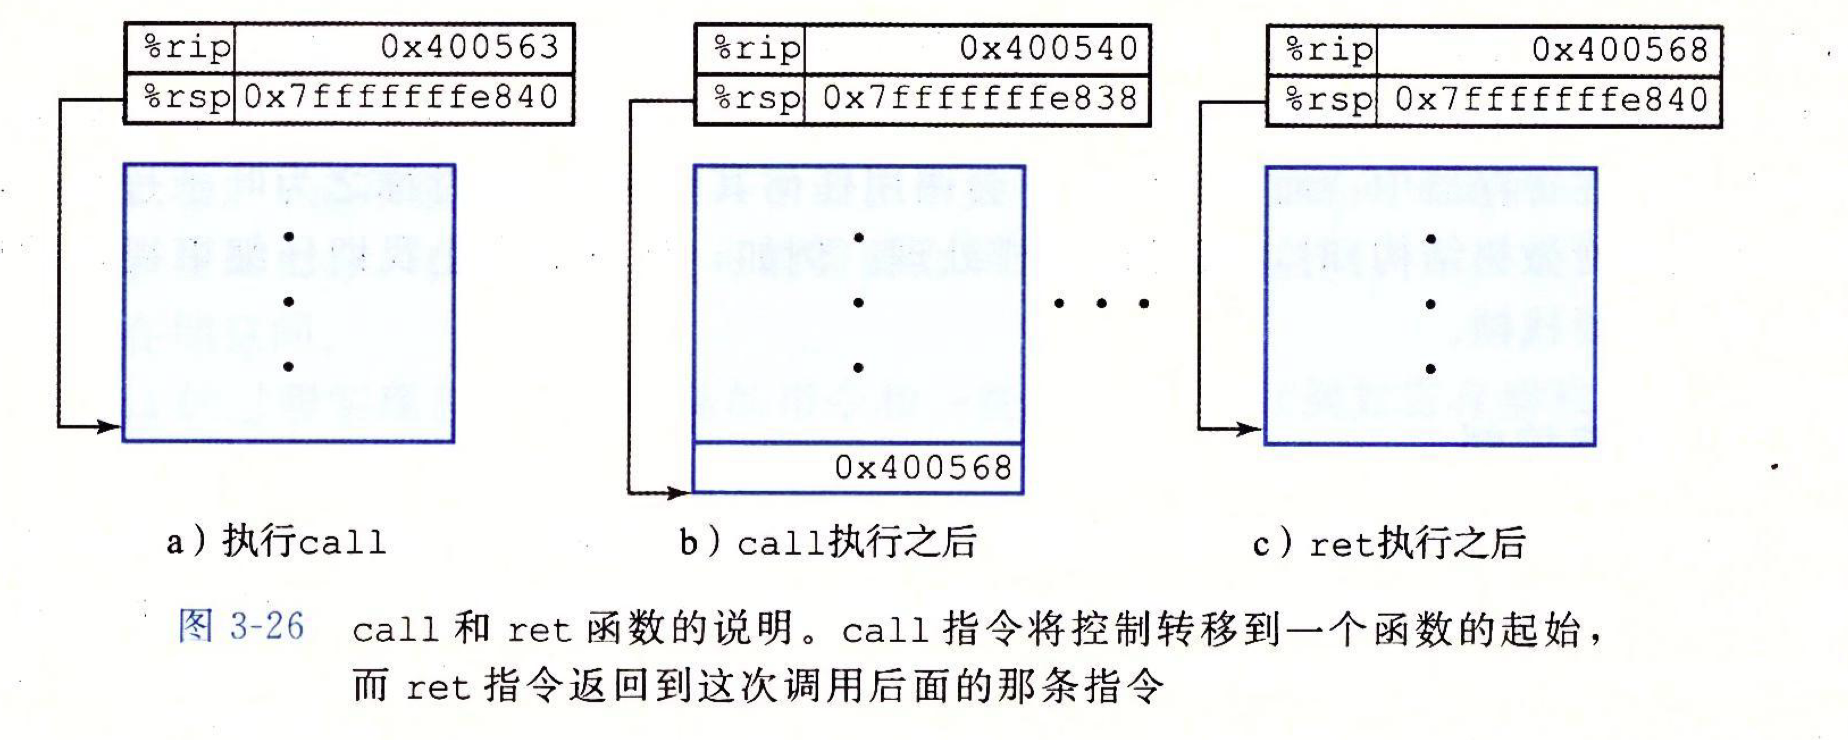 %rip 0x400563
%rsp 0x7fffffffe840
%rip 0x400540
%rsp 0x7fffffffe838
%rip 0x400568
%rsp 0x7fffffffe840
0x400568
a）执行call
b）call执行之后
c）ret执行之后
图 3-26 call 和 ret 函数的说明。call 指令将控制转移到一个函数的起始，
而 ret 指令返回到这次调用后面的那条指令